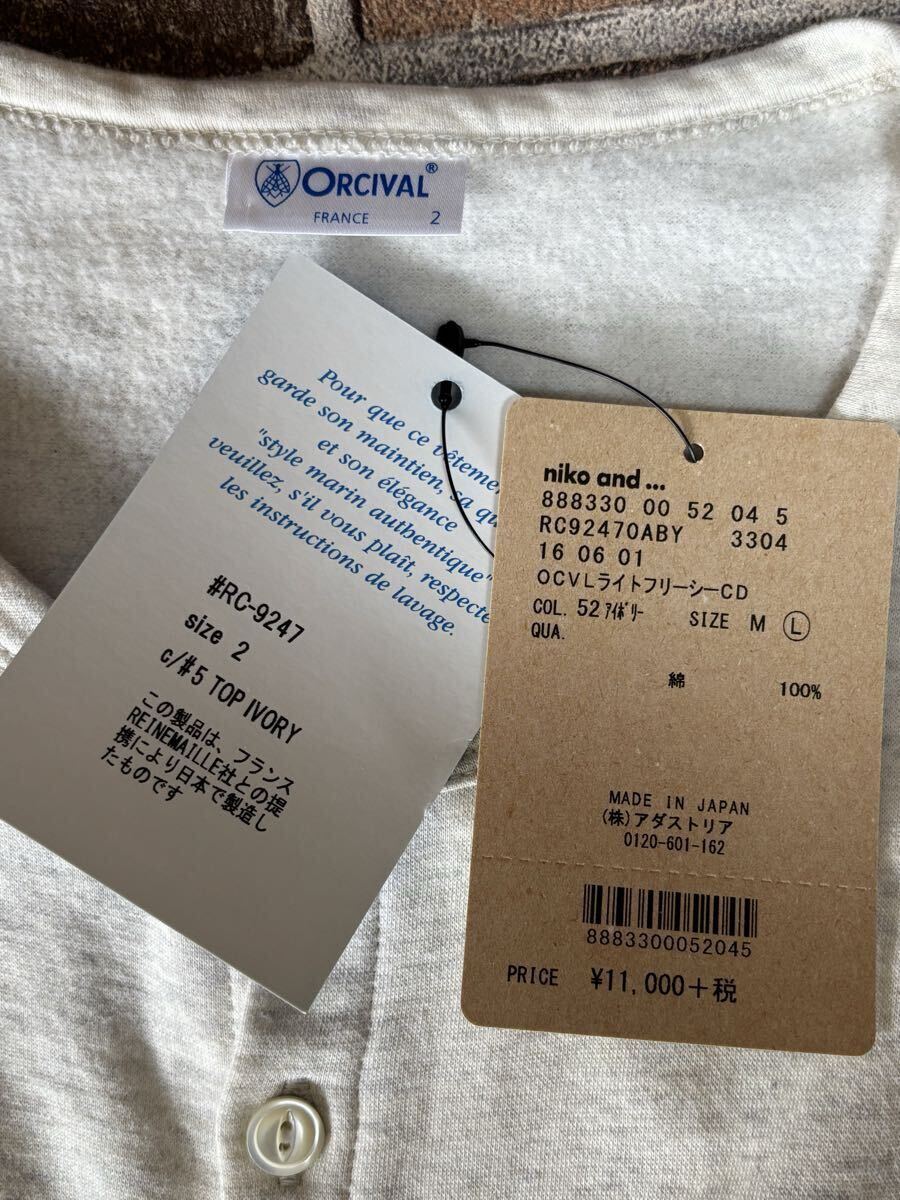 ORCIVAL®
FRANCE 2
Pour que ce vêtement,
garde son maintien, sa
et son élégance
"style marin authentique"
veuillez, s'il vous plaît,
les instructions de lavage.
#RC-9247
size 2
c/#5 TOP IVORY
この製品は、フランス
REINEMAILLE社との提
携により日本で製造し
たものです
niko and ...
888330 00 52 04 5
RC92470ABY 3304
16 06 01
OCVLライトフリーシーCD
COL. 52 ｱｲﾎﾞﾘｰ SIZE M Ⓛ
QUA.
綿 100%
MADE IN JAPAN
(株)アダストリア
0120-601-162
8883300052045
PRICE ¥11,000+税